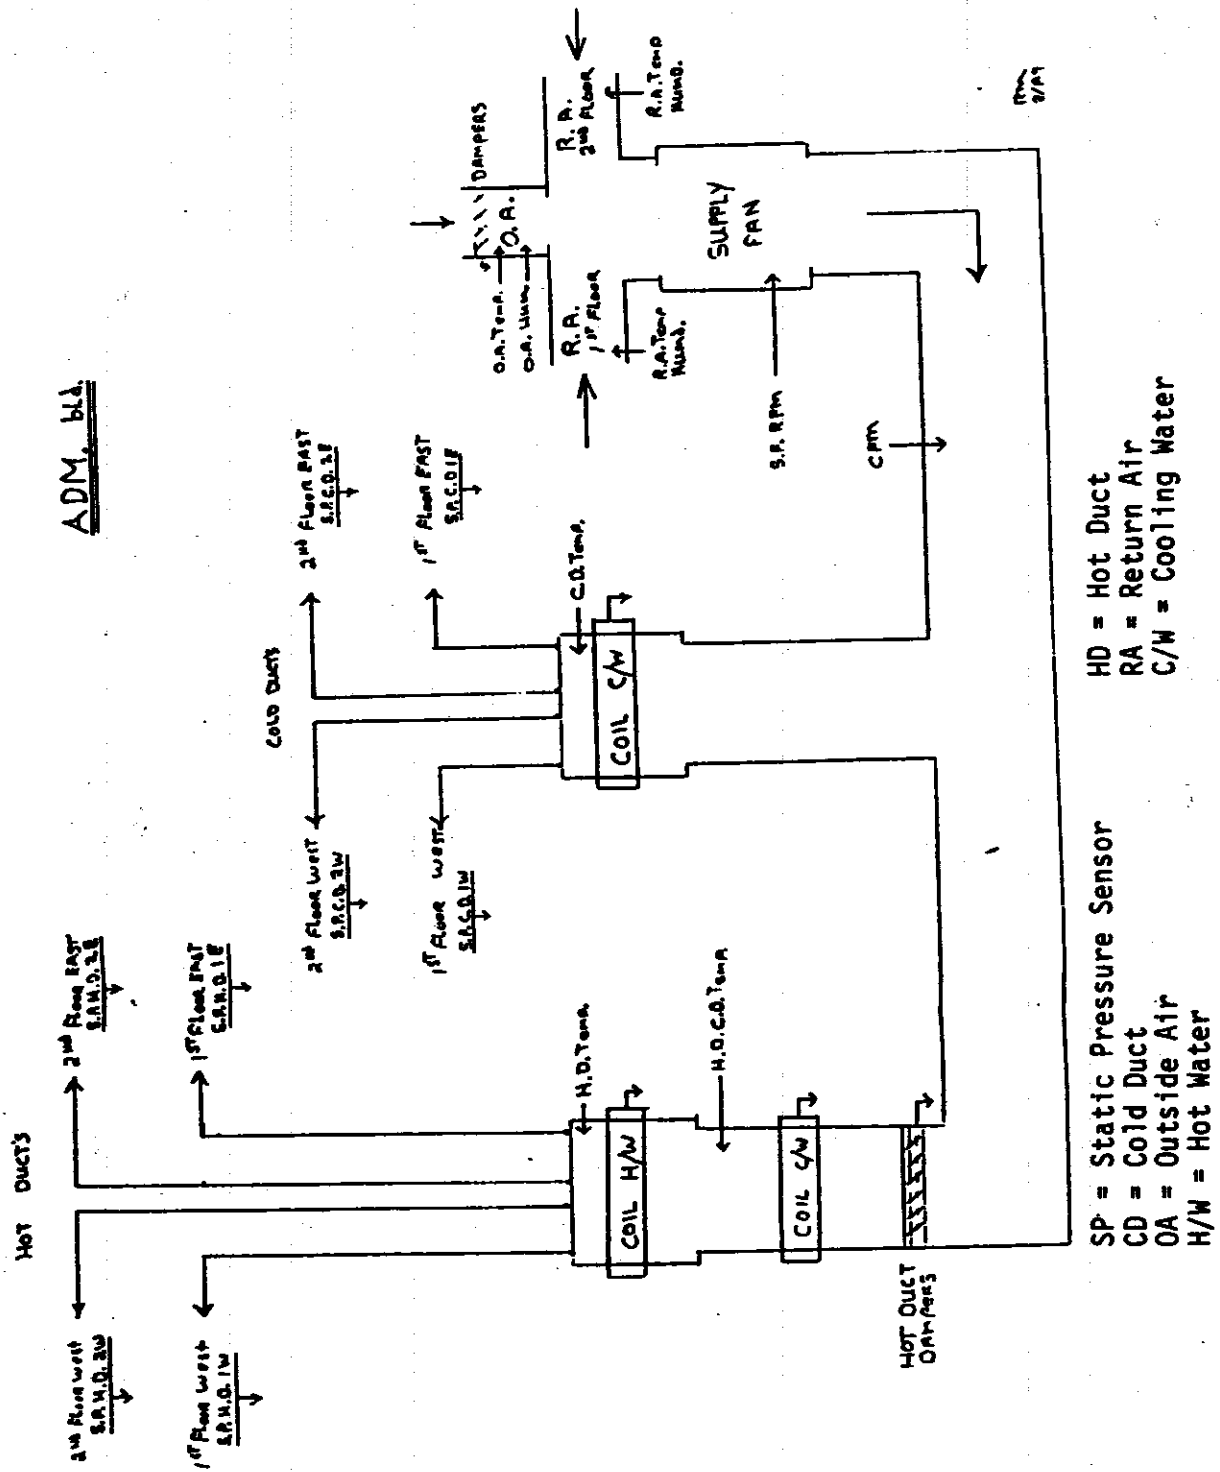 ADM. bld.
HOT DUCT'S
2ND FLOOR WEST
S.P. H.D. 2W
2ND FLOOR EAST
S.P. H.D. 2E
1ST FLOOR WEST
S.P. H.D. 1W
1ST FLOOR EAST
S.P. H.D. 1E
COLD DUCTS
2ND FLOOR WEST
S.P. C.D. 2W
2ND FLOOR EAST
S.P. C.D. 2E
1ST FLOOR WEST
S.P. C.D. 1W
1ST FLOOR EAST
S.P. C.D. 1E
DAMPERS
O.A.
O.A. Temp.
O.A. Hum.
R.A.
1ST FLOOR
R.A.
2ND FLOOR
R.A. Temp
Humd.
R.A. Temp
Humd.
H.D. Temp.
COIL H/W
H.D.C.D. Temp
COIL C/W
HOT DUCT
DAMPERS
C.D. Temp.
COIL C/W
SUPPLY
FAN
S.F. RPM
CFM
SP = Static Pressure Sensor
CD = Cold Duct
OA = Outside Air
H/W = Hot Water
HD = Hot Duct
RA = Return Air
C/W = Cooling Water